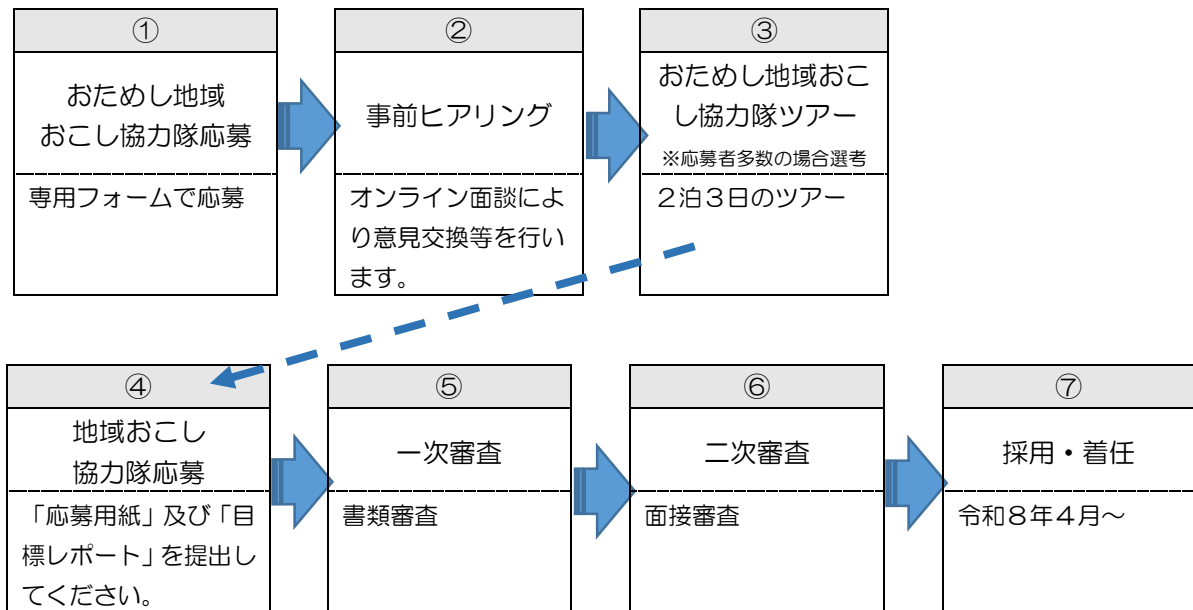 ①
おためし地域
おこし協力隊応募
専用フォームで応募
②
事前ヒアリング
オンライン面談によ
り意見交換等を行い
ます。
③
おためし地域おこ
し協力隊ツアー
※応募者多数の場合選考
２泊３日のツアー
④
地域おこし
協力隊応募
「応募用紙」及び「目
標レポート」を提出し
てください。
⑤
一次審査
書類審査
⑥
二次審査
面接審査
⑦
採用・着任
令和８年４月～